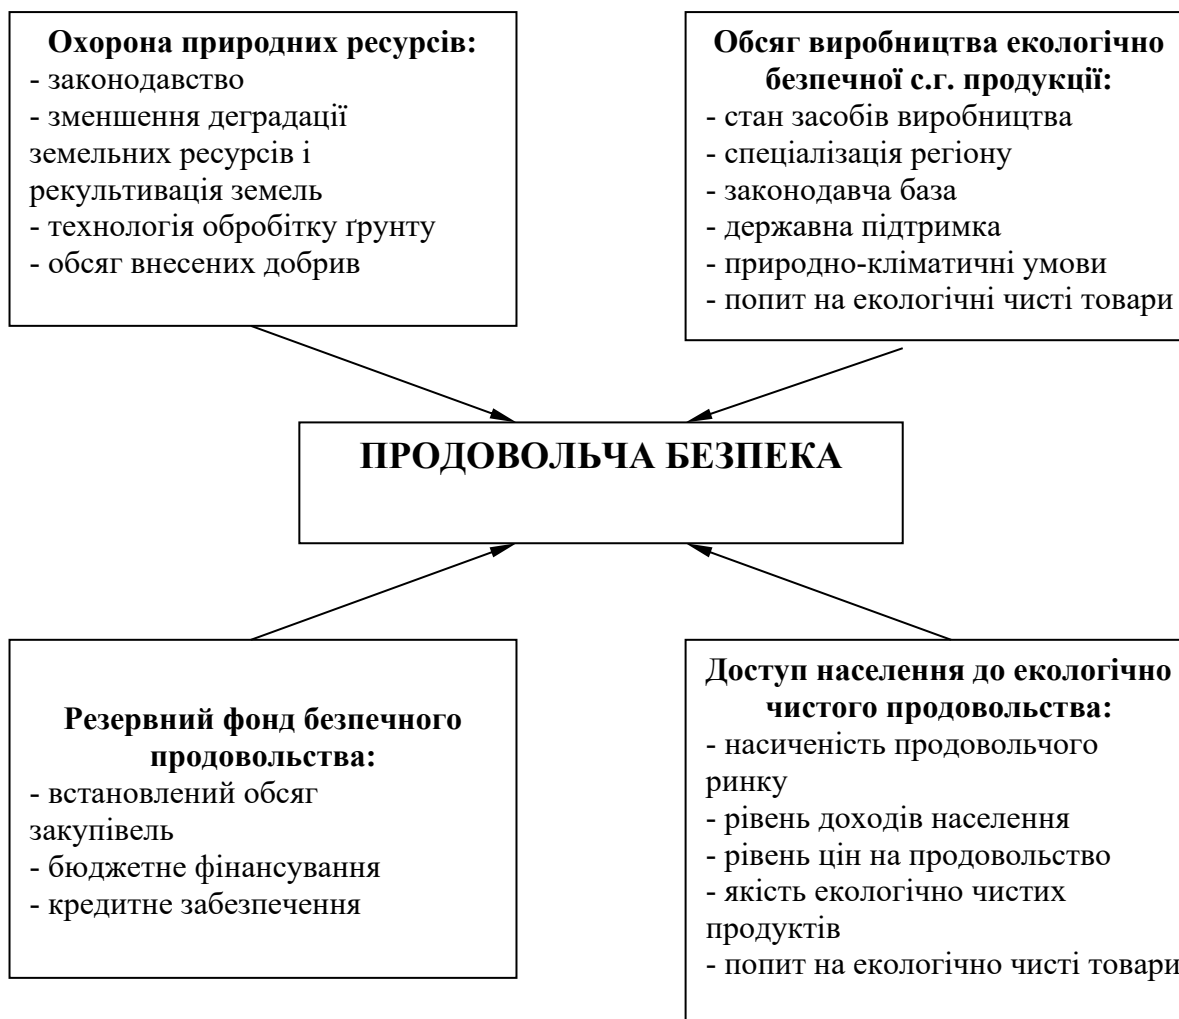 Охорона природних ресурсів:
- законодавство
- зменшення деградації
земельних ресурсів і
рекультивація земель
- технологія обробітку ґрунту
- обсяг внесених добрив
Обсяг виробництва екологічно
безпечної с.г. продукції:
- стан засобів виробництва
- спеціалізація регіону
- законодавча база
- державна підтримка
- природно-кліматичні умови
- попит на екологічні чисті товари
ПРОДОВОЛЬЧА БЕЗПЕКА
Резервний фонд безпечного
продовольства:
- встановлений обсяг
закупівель
- бюджетне фінансування
- кредитне забезпечення
Доступ населення до екологічно
чистого продовольства:
- насиченість продовольчого
ринку
- рівень доходів населення
- рівень цін на продовольство
- якість екологічно чистих
продуктів
- попит на екологічно чисті товари